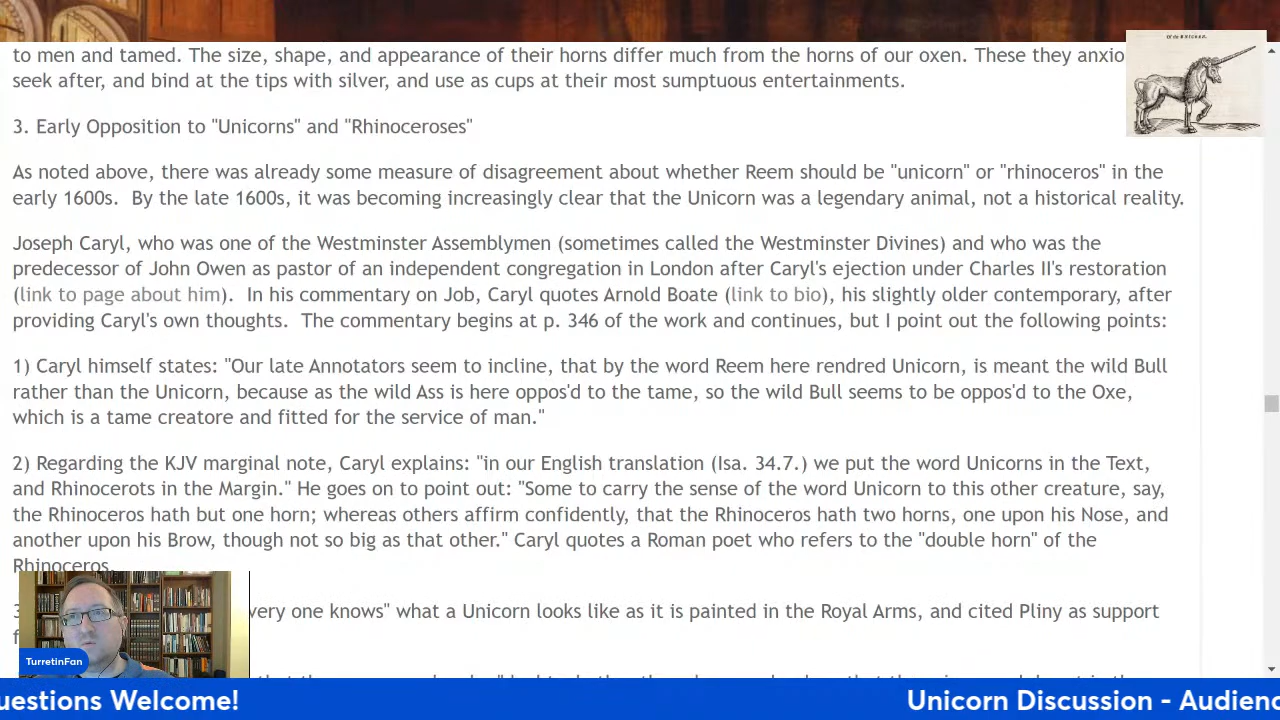 Of the UNICORN.
to men and tamed. The size, shape, and appearance of their horns differ much from the horns of our oxen. These they anxio
seek after, and bind at the tips with silver, and use as cups at their most sumptuous entertainments.
3. Early Opposition to "Unicorns" and "Rhinoceroses"
As noted above, there was already some measure of disagreement about whether Reem should be "unicorn" or "rhinoceros" in the
early 1600s.  By the late 1600s, it was becoming increasingly clear that the Unicorn was a legendary animal, not a historical reality.
Joseph Caryl, who was one of the Westminster Assemblymen (sometimes called the Westminster Divines) and who was the
predecessor of John Owen as pastor of an independent congregation in London after Caryl's ejection under Charles II's restoration
(link to page about him).  In his commentary on Job, Caryl quotes Arnold Boate (link to bio), his slightly older contemporary, after
providing Caryl's own thoughts.  The commentary begins at p. 346 of the work and continues, but I point out the following points:
1) Caryl himself states: "Our late Annotators seem to incline, that by the word Reem here rendred Unicorn, is meant the wild Bull
rather than the Unicorn, because as the wild Ass is here oppos'd to the tame, so the wild Bull seems to be oppos'd to the Oxe,
which is a tame creatore and fitted for the service of man."
2) Regarding the KJV marginal note, Caryl explains: "in our English translation (Isa. 34.7.) we put the word Unicorns in the Text,
and Rhinocerots in the Margin." He goes on to point out: "Some to carry the sense of the word Unicorn to this other creature, say,
the Rhinoceros hath but one horn; whereas others affirm confidently, that the Rhinoceros hath two horns, one upon his Nose, and
another upon his Brow, though not so big as that other." Caryl quotes a Roman poet who refers to the "double horn" of the
Rhinoceros.
very one knows" what a Unicorn looks like as it is painted in the Royal Arms, and cited Pliny as support
TurretinFan
uestions Welcome!
Unicorn Discussion - Audienc